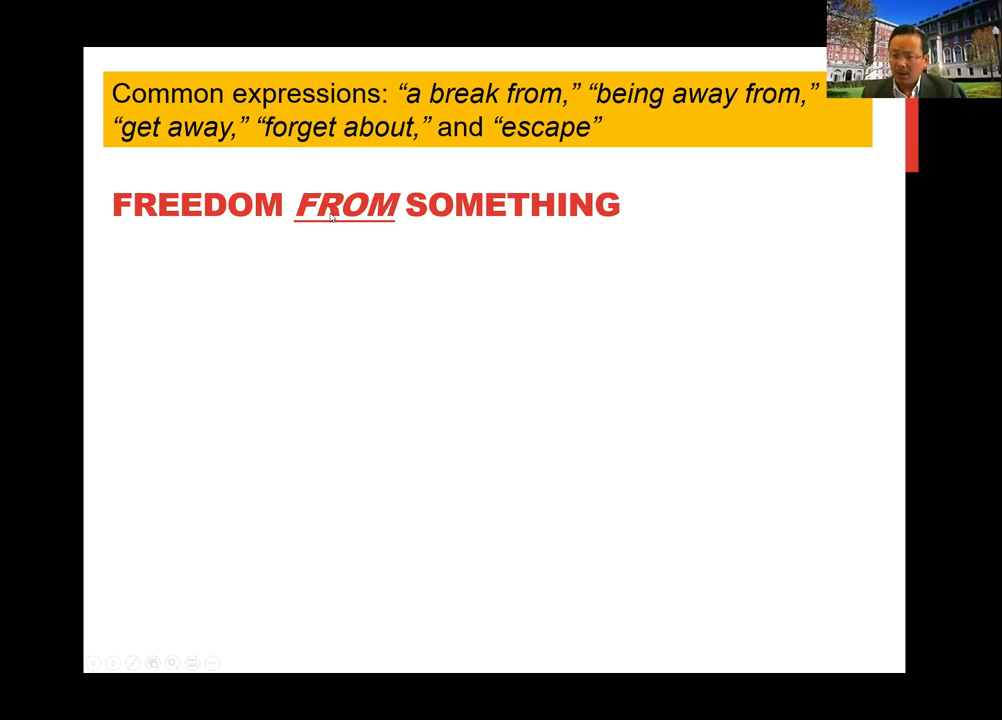 Common expressions: “a break from,” “being away from,”
“get away,” “forget about,” and “escape”
FREEDOM FROM SOMETHING